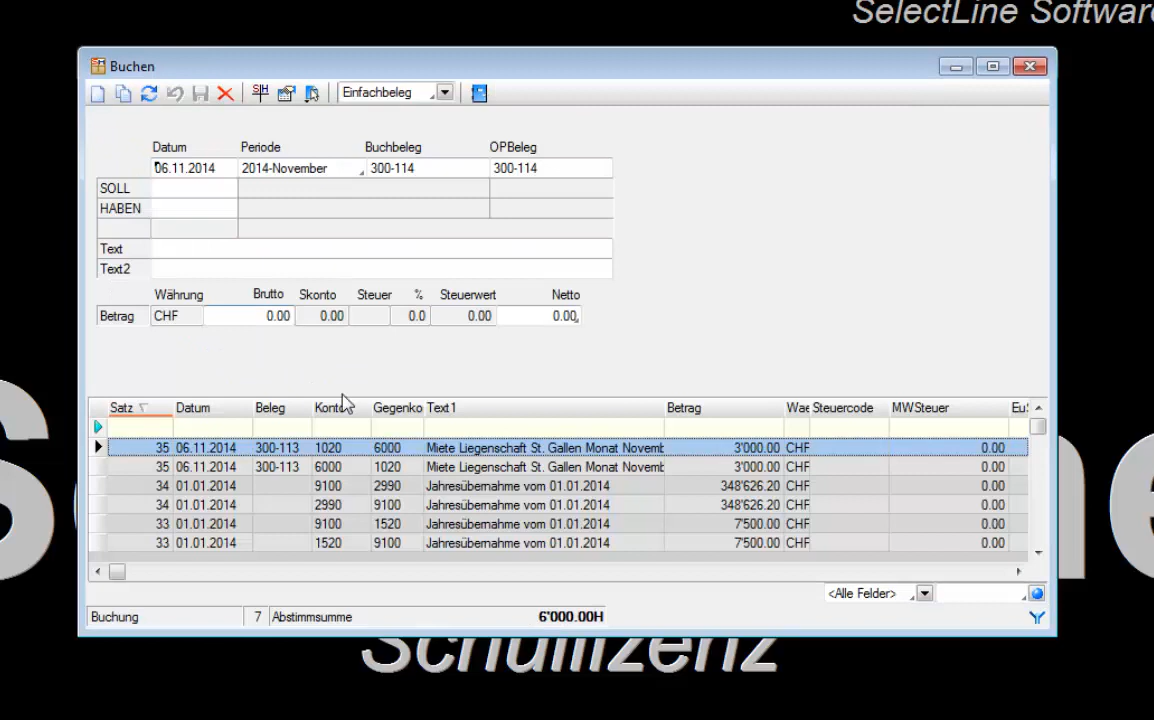 SelectLine Softwar
Buchen
Einfachbeleg
Datum Periode Buchbeleg OPBeleg
06.11.2014 2014-November 300-114 300-114
SOLL
HABEN
Text
Text2
Währung Brutto Skonto Steuer % Steuerwert Netto
Betrag CHF 0.00 0.00 0.0 0.00 0.00
Satz Datum Beleg Konto Gegenko Text1 Betrag Wae Steuercode MWSteuer Eu
35 06.11.2014 300-113 1020 6000 Miete Liegenschaft St. Gallen Monat Novemb 3'000.00 CHF 0.00
35 06.11.2014 300-113 6000 1020 Miete Liegenschaft St. Gallen Monat Novemb 3'000.00 CHF 0.00
34 01.01.2014 9100 2990 Jahresübernahme vom 01.01.2014 348'626.20 CHF 0.00
34 01.01.2014 2990 9100 Jahresübernahme vom 01.01.2014 348'626.20 CHF 0.00
33 01.01.2014 9100 1520 Jahresübernahme vom 01.01.2014 7'500.00 CHF 0.00
33 01.01.2014 1520 9100 Jahresübernahme vom 01.01.2014 7'500.00 CHF 0.00
<Alle Felder>
Buchung 7 Abstimmsumme 6'000.00H
Schullizenz